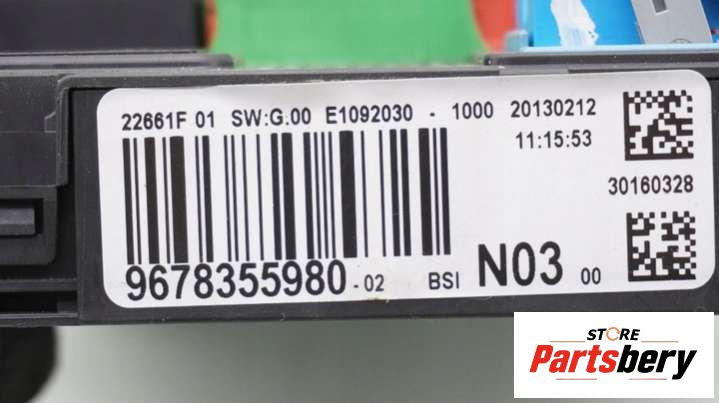 22661F 01 SW:G.00 E1092030 - 1000 20130212
11:15:53
30160328
9678355980-02 BSI N03 00
STORE
Partsbery